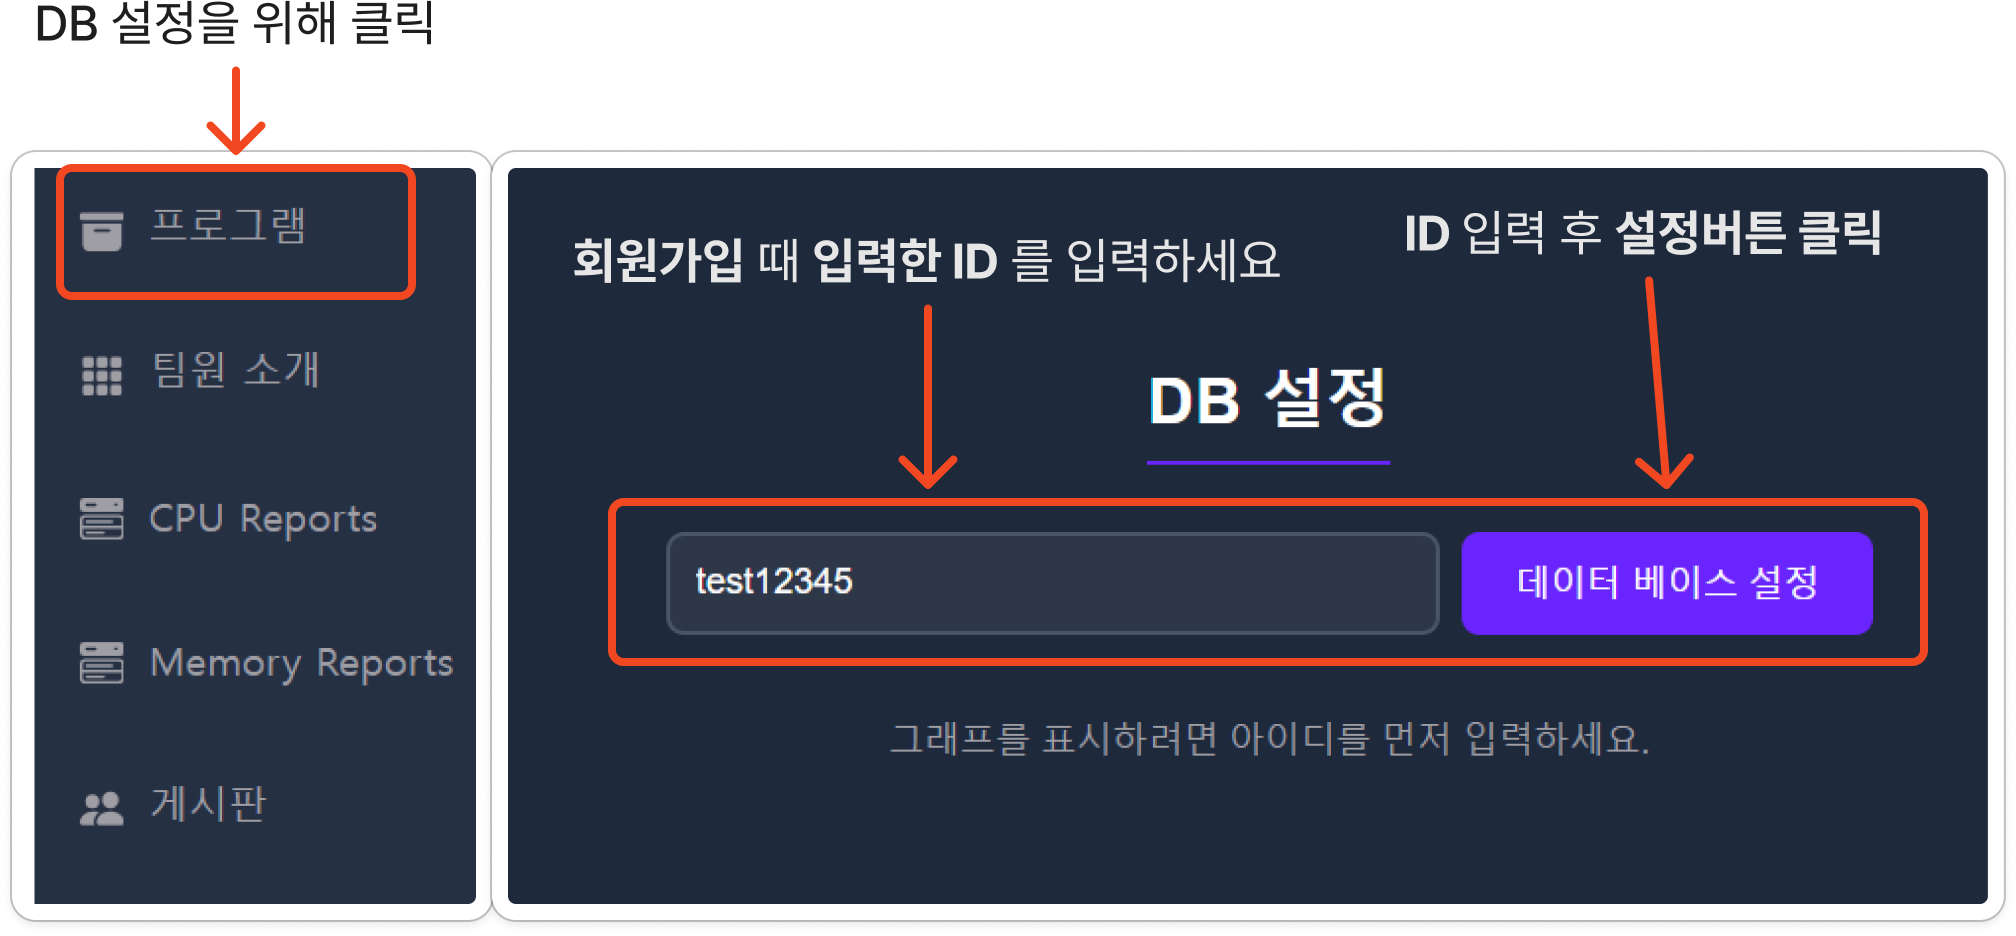 DB 설정을 위해 클릭
프로그램
팀원 소개
CPU Reports
Memory Reports
게시판
회원가입 때 입력한 ID 를 입력하세요
ID 입력 후 설정버튼 클릭
DB 설정
test12345
데이터 베이스 설정
그래프를 표시하려면 아이디를 먼저 입력하세요.